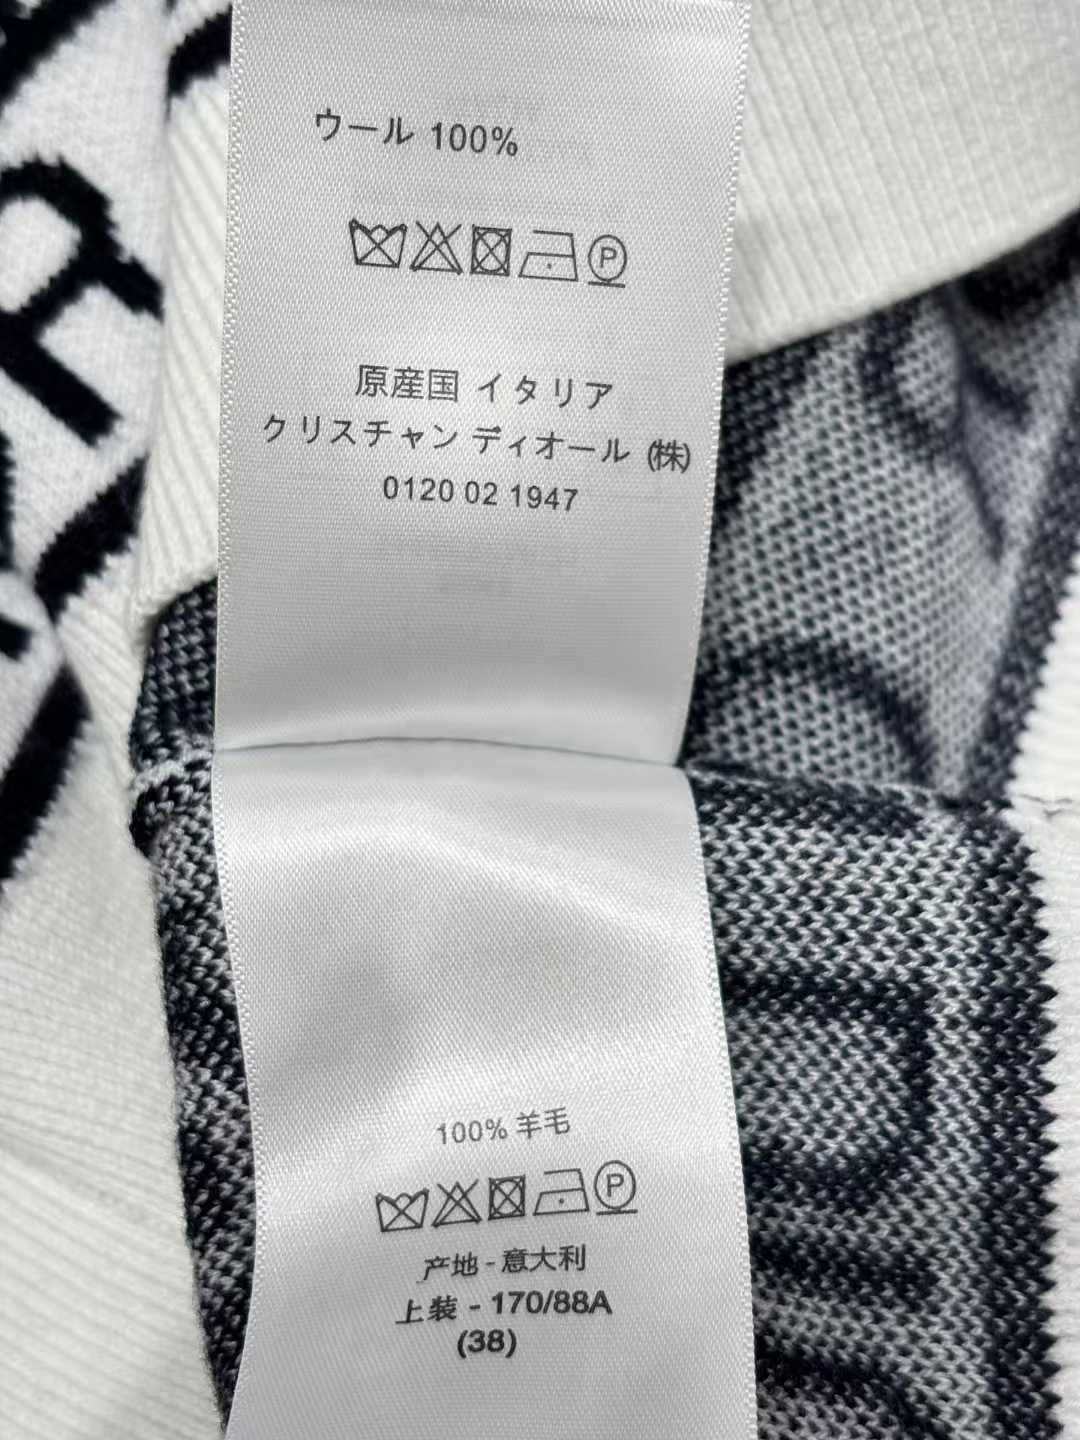 ウール 100%
P
原産国 イタリア
クリスチャン ディオール (株)
0120 02 1947
100% 羊毛
P
产地 - 意大利
上装 - 170/88A
(38)
R